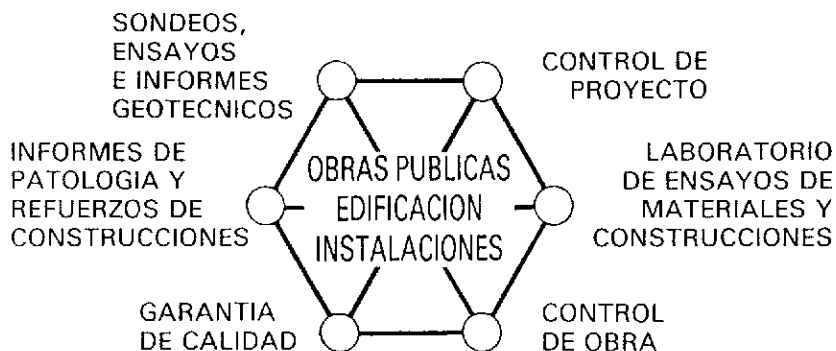 SONDEOS,
ENSAYOS
E INFORMES
GEOTECNICOS
CONTROL DE
PROYECTO
INFORMES DE
PATOLOGIA Y
REFUERZOS DE
CONSTRUCCIONES
OBRAS PUBLICAS
EDIFICACION
INSTALACIONES
LABORATORIO
DE ENSAYOS DE
MATERIALES Y
CONSTRUCCIONES
GARANTIA
DE CALIDAD
CONTROL
DE OBRA